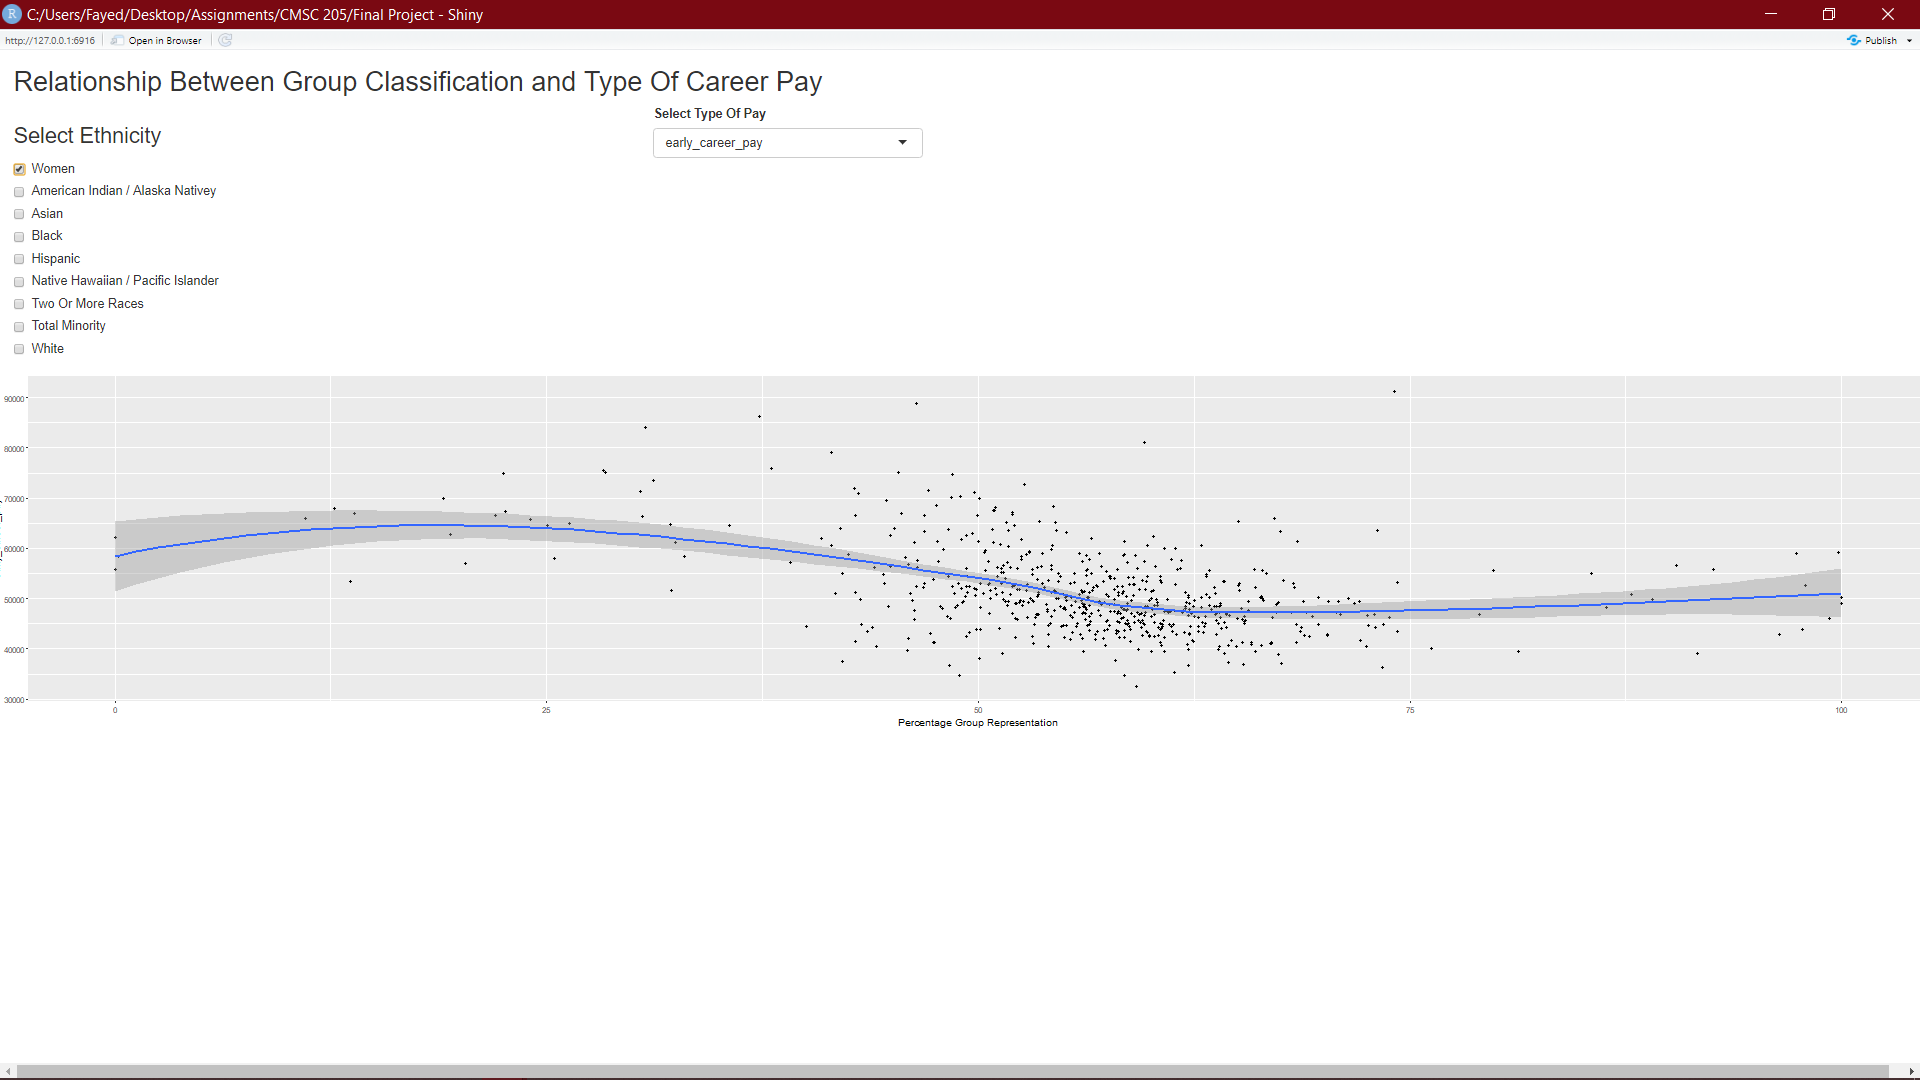 R C:/Users/Fayed/Desktop/Assignments/CMSC 205/Final Project - Shiny
http://127.0.0.1:6916 Open in Browser Publish
Relationship Between Group Classification and Type Of Career Pay
Select Type Of Pay
Select Ethnicity
early_career_pay
Women
American Indian / Alaska Nativey
Asian
Black
Hispanic
Native Hawaiian / Pacific Islander
Two Or More Races
Total Minority
White
90000
80000
70000
60000
50000
40000
30000
0 25 50 75 100
Percentage Group Representation